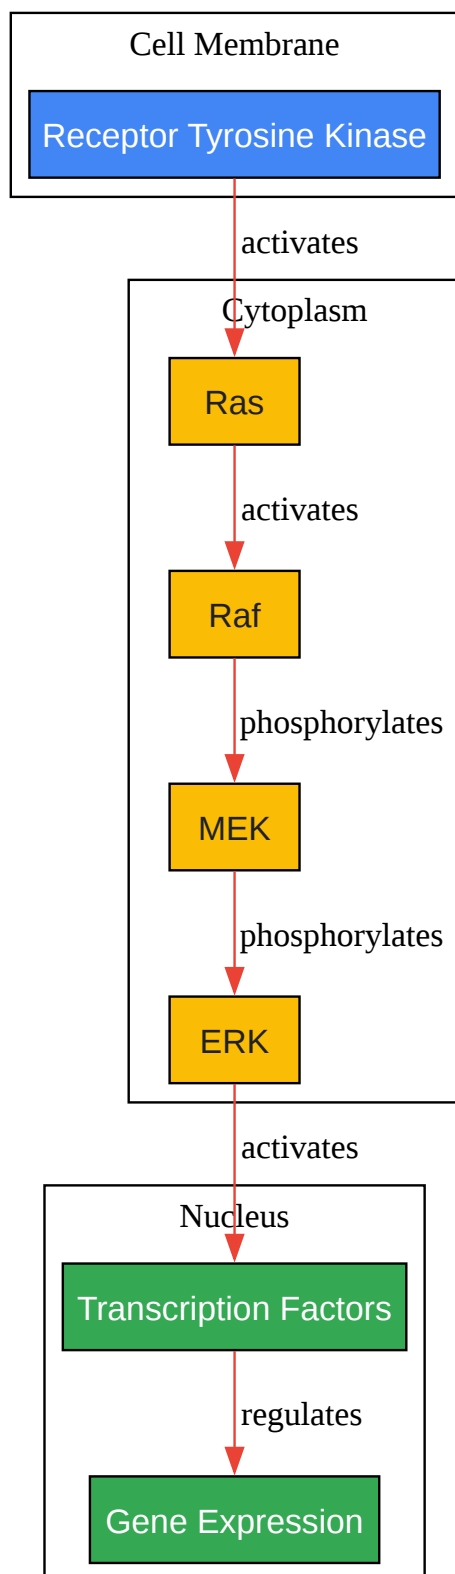 Cell Membrane
Receptor Tyrosine Kinase
activates
Cytoplasm
Ras
activates
Raf
phosphorylates
MEK
phosphorylates
ERK
activates
Nucleus
Transcription Factors
regulates
Gene Expression